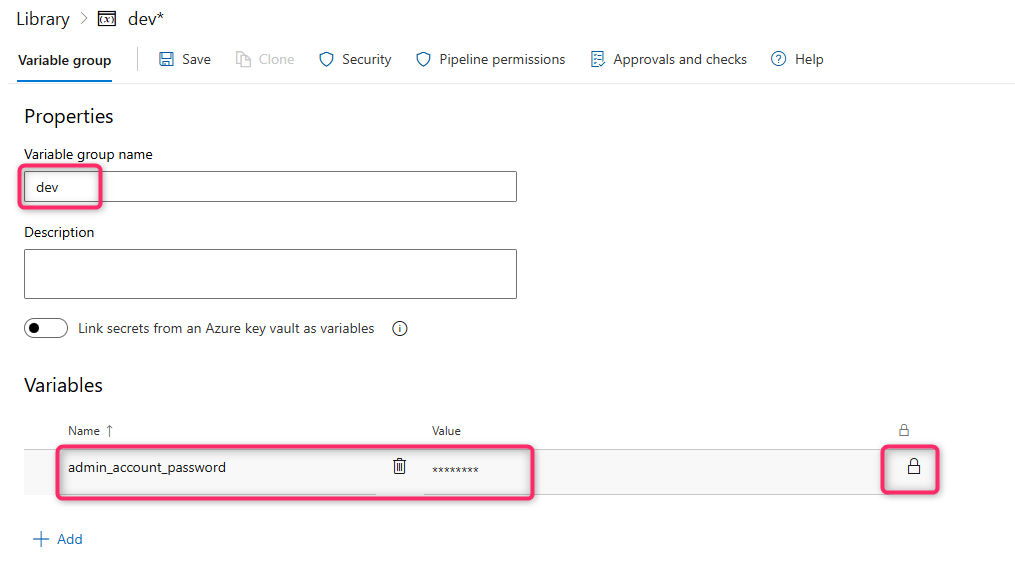 Library > dev*
Variable group Save Clone Security Pipeline permissions Approvals and checks Help
Properties
Variable group name
dev
Description
Link secrets from an Azure key vault as variables
Variables
Name ↑ Value
admin_account_password ********
+ Add